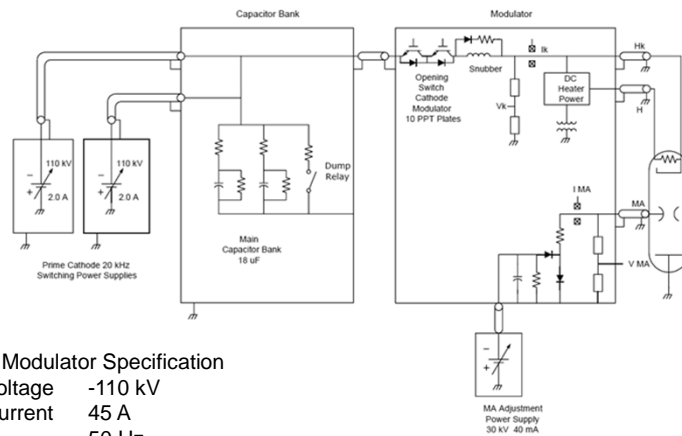 Capacitor Bank
Modulator
Ik
Hk
Snubber
Opening
Switch
Cathode
Modulator
10 PPT Plates
DC
Heater
Power
Vk
H
110 kV
110 kV
−
−
+
+
2.0 A
2.0 A
Dump
Relay
I MA
MA
Main
Capacitor Bank
18 uF
Prime Cathode 20 kHz
Switching Power Supplies
V MA
−
+
Modulator Specification
oltage -110 kV
urrent 45 A
MA Adjustment
Power Supply
30 kV 40 mA